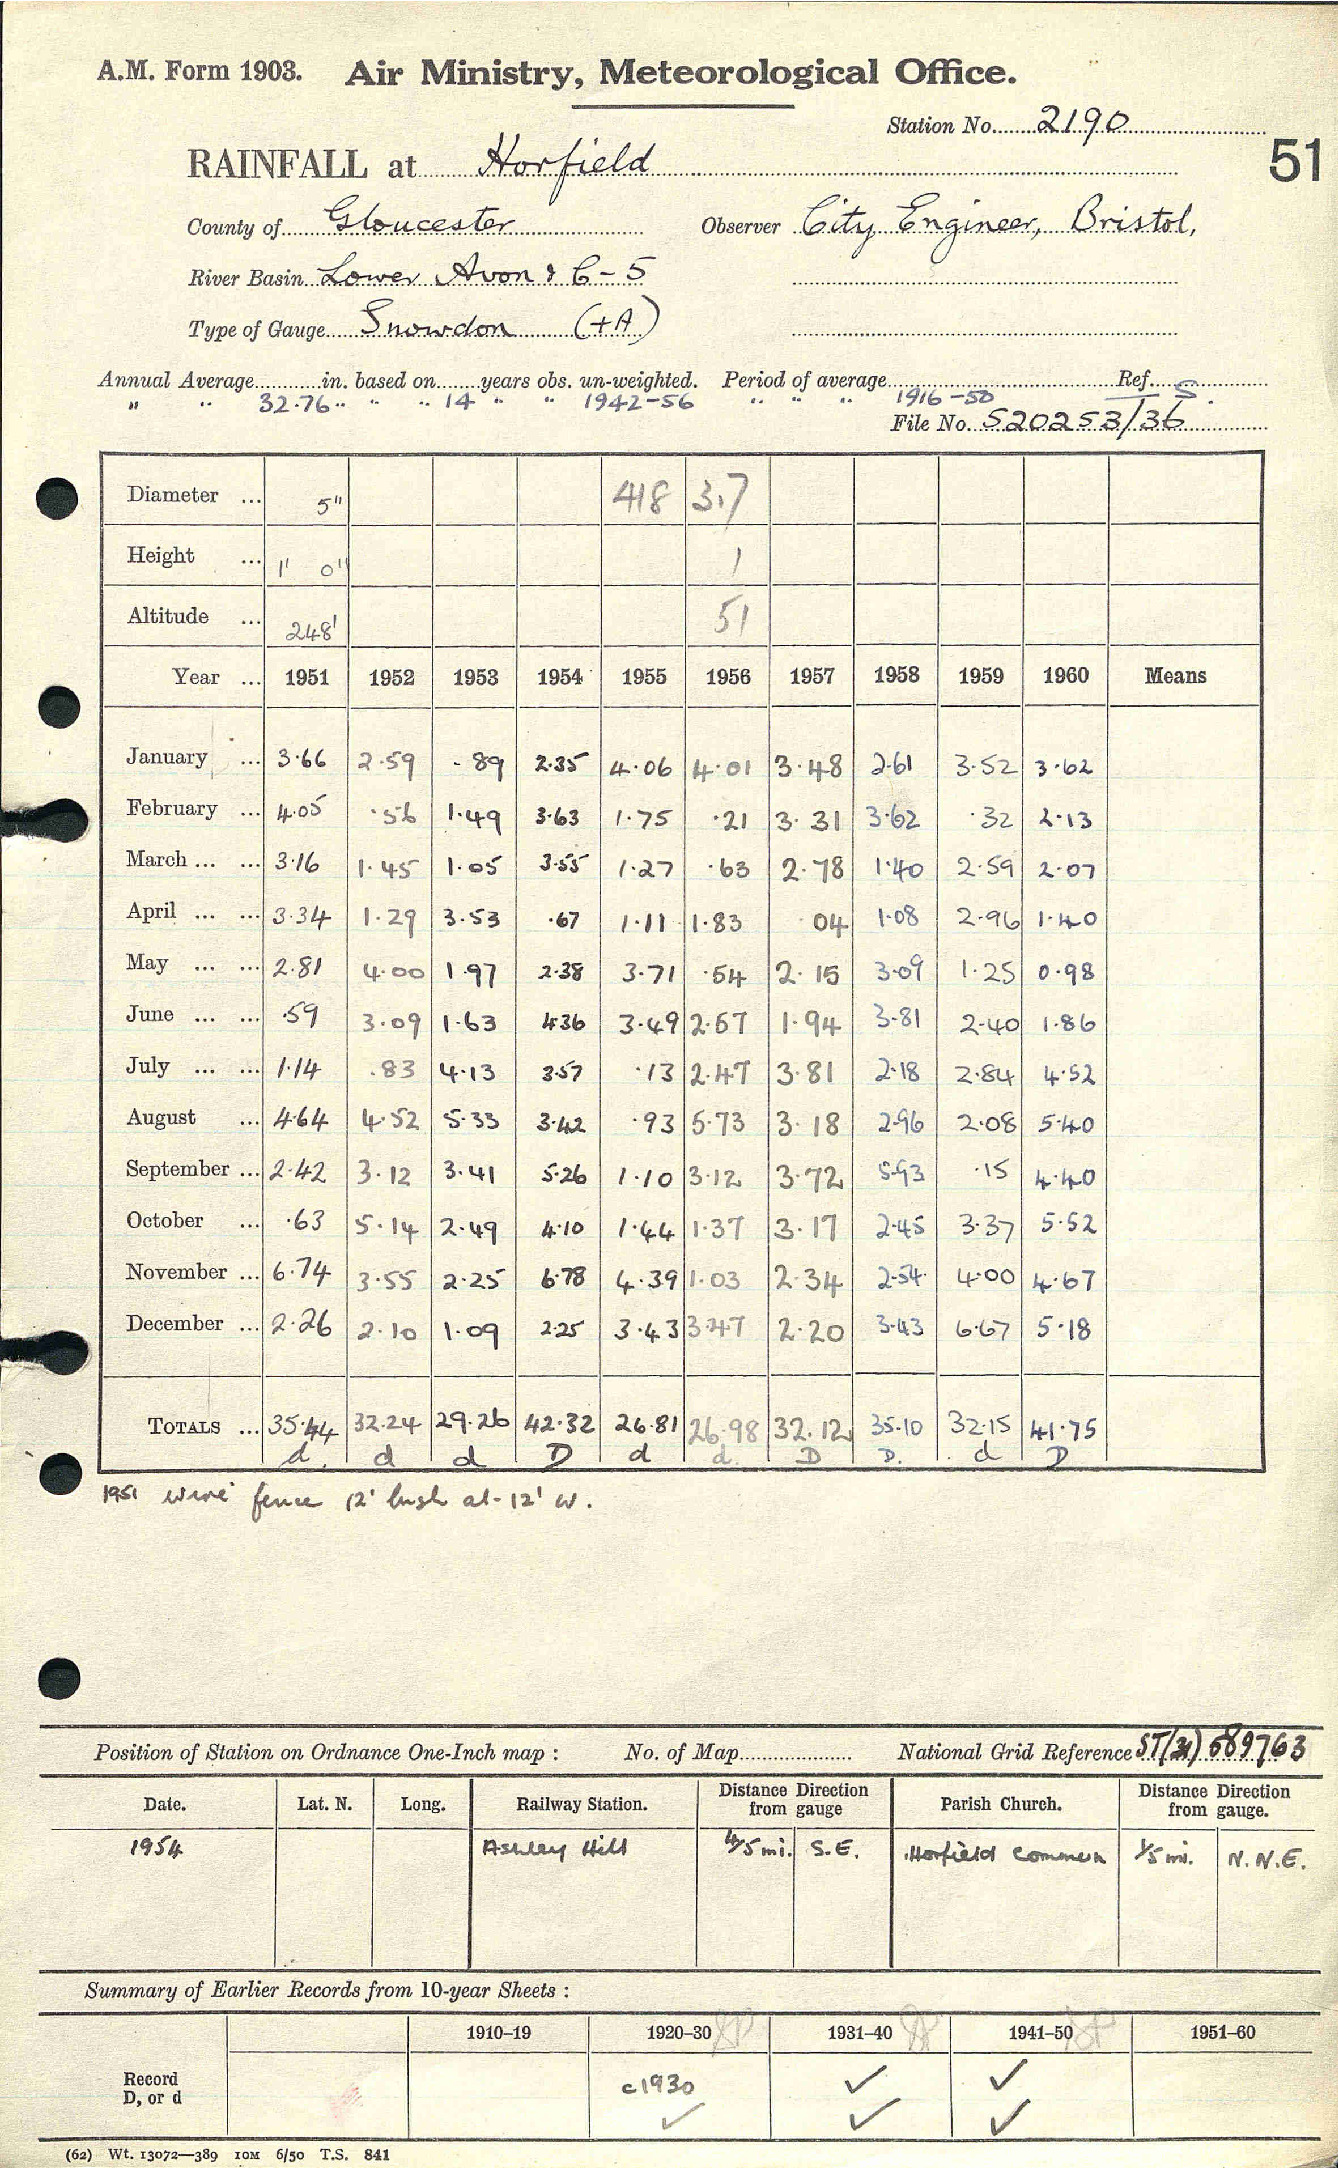 A.M. Form 1903. Air Ministry, Meteorological Office.
Station No. 2190
RAINFALL at Horfield 51
County of Gloucester Observer City Engineer, Bristol,
River Basin Lower Avon & C-5
Type of Gauge Snowdon (+A)
Annual Average in. based on years obs. un-weighted. Period of average Ref. S.
" " 32.76 " " " 14 " " 1942-56 " " " 1916-50
File No. S20253/36
Diameter ... 5" 418 3.7
Height ... 1' 0" 1
Altitude ... 248' 51
Year ... 1951 1952 1953 1954 1955 1956 1957 1958 1959 1960 Means
January ... 3.66 2.59 .89 2.35 4.06 4.01 3.48 2.61 3.52 3.62
February ... 4.05 .56 1.49 3.63 1.75 .21 3.31 3.62 .32 2.13
March ... ... 3.16 1.45 1.05 3.55 1.27 .63 2.78 1.40 2.59 2.07
April ... ... 3.34 1.29 3.53 .67 1.11 1.83 .04 1.08 2.96 1.40
May ... ... 2.81 4.00 1.97 2.38 3.71 .54 2.15 3.09 1.25 0.98
June ... ... .59 3.09 1.63 4.36 3.49 2.57 1.94 3.81 2.40 1.86
July ... ... 1.14 .83 4.13 3.57 .13 2.47 3.81 2.18 2.84 4.52
August ... 4.64 4.52 5.33 3.42 .93 5.73 3.18 2.96 2.08 5.40
September ... 2.42 3.12 3.41 5.26 1.10 3.12 3.72 5.93 .15 4.40
October ... .63 5.14 2.49 4.10 1.44 1.37 3.17 2.45 3.37 5.52
November ... 6.74 3.55 2.25 6.78 4.39 1.03 2.34 2.54 4.00 4.67
December ... 2.26 2.10 1.09 2.25 3.43 3.47 2.20 3.43 6.67 5.18
TOTALS ... 35.44 32.24 29.26 42.32 26.81 26.98 32.12 35.10 32.15 41.75
d. d d D d d. D D. d D
1951 wire fence 12' bush at 12' W.
Position of Station on Ordnance One-Inch map : No. of Map National Grid Reference ST(31) 589763
Date. Lat. N. Long. Railway Station. Distance Direction from gauge Parish Church. Distance Direction from gauge.
1954 Ashley Hill 4/5 mi. S.E. Horfield Common 1/5 mi. N.N.E.
Summary of Earlier Records from 10-year Sheets :
1910–19 1920–30 1931–40 1941–50 1951–60
Record c1930 ✓ ✓
D, or d ✓ ✓ ✓
(62) Wt. 13072—389 10M 6/50 T.S. 841